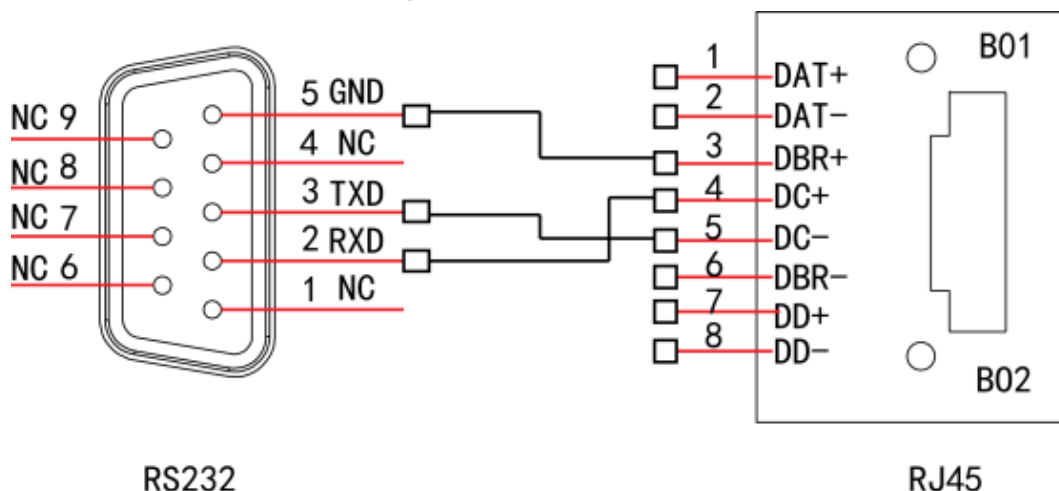 NC 9
NC 8
NC 7
NC 6
5 GND
4 NC
3 TXD
2 RXD
1 NC
RS232
1 DAT+
2 DAT-
3 DBR+
4 DC+
5 DC-
6 DBR-
7 DD+
8 DD-
B01
B02
RJ45